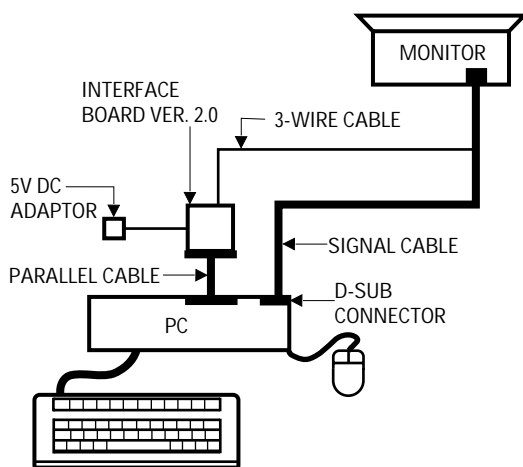 MONITOR
INTERFACE
BOARD VER. 2.0
3-WIRE CABLE
5V DC
ADAPTOR
SIGNAL CABLE
PARALLEL CABLE
D-SUB
CONNECTOR
PC